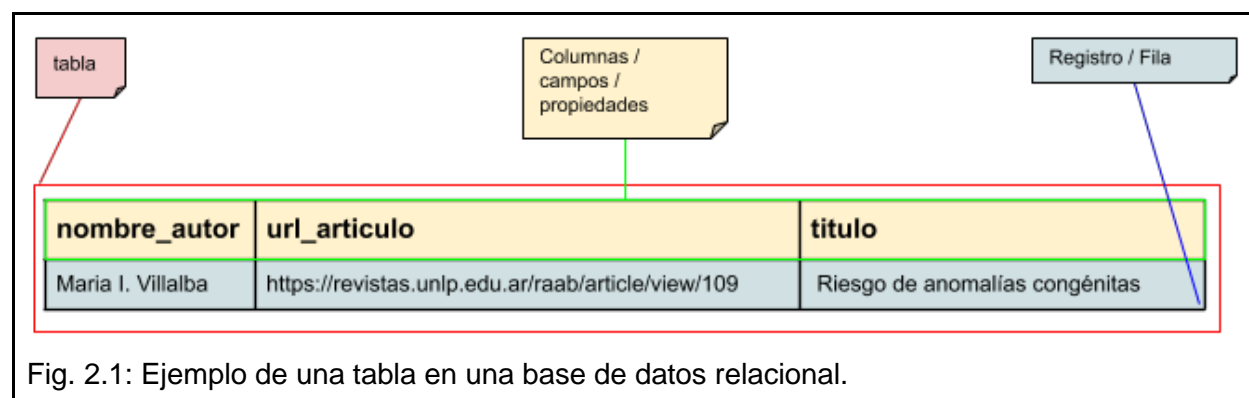 tabla
Columnas /
campos /
propiedades
Registro / Fila
nombre_autor url_articulo titulo
Maria I. Villalba https://revistas.unlp.edu.ar/raab/article/view/109 Riesgo de anomalías congénitas
Fig. 2.1: Ejemplo de una tabla en una base de datos relacional.